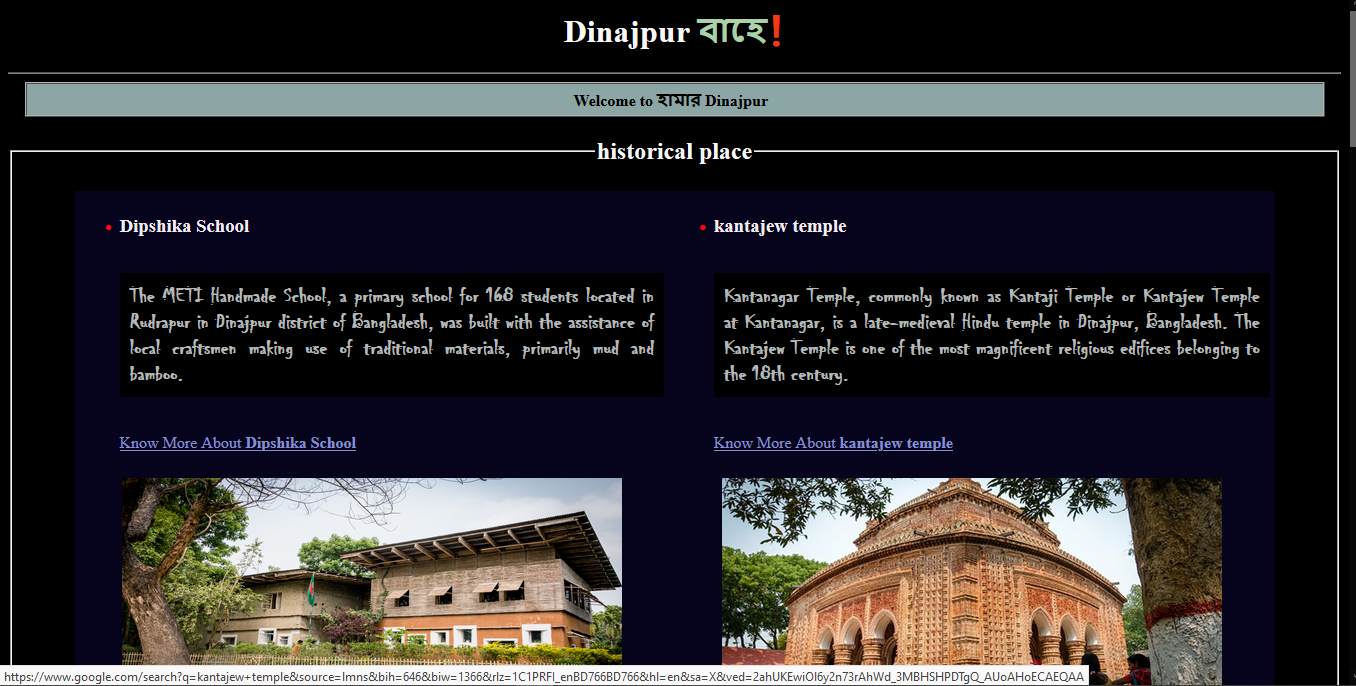 Dinajpur বাহে!
Welcome to হামার Dinajpur
historical place
Dipshika School
The METI Handmade School, a primary school for 168 students located in
Rudrapur in Dinajpur district of Bangladesh, was built with the assistance of
local craftsmen making use of traditional materials, primarily mud and
bamboo.
Know More About Dipshika School
kantajew temple
Kantanagar Temple, commonly known as Kantaji Temple or Kantajew Temple
at Kantanagar, is a late-medieval Hindu temple in Dinajpur, Bangladesh. The
Kantajew Temple is one of the most magnificent religious edifices belonging to
the 18th century.
Know More About kantajew temple
https://www.google.com/search?q=kantajew+temple&source=lmns&bih=646&biw=1366&rlz=1C1PRFI_enBD766BD766&hl=en&sa=X&ved=2ahUKEwiOl6y2n73rAhWd_3MBHSHPDTgQ_AUoAHoECAEQAA